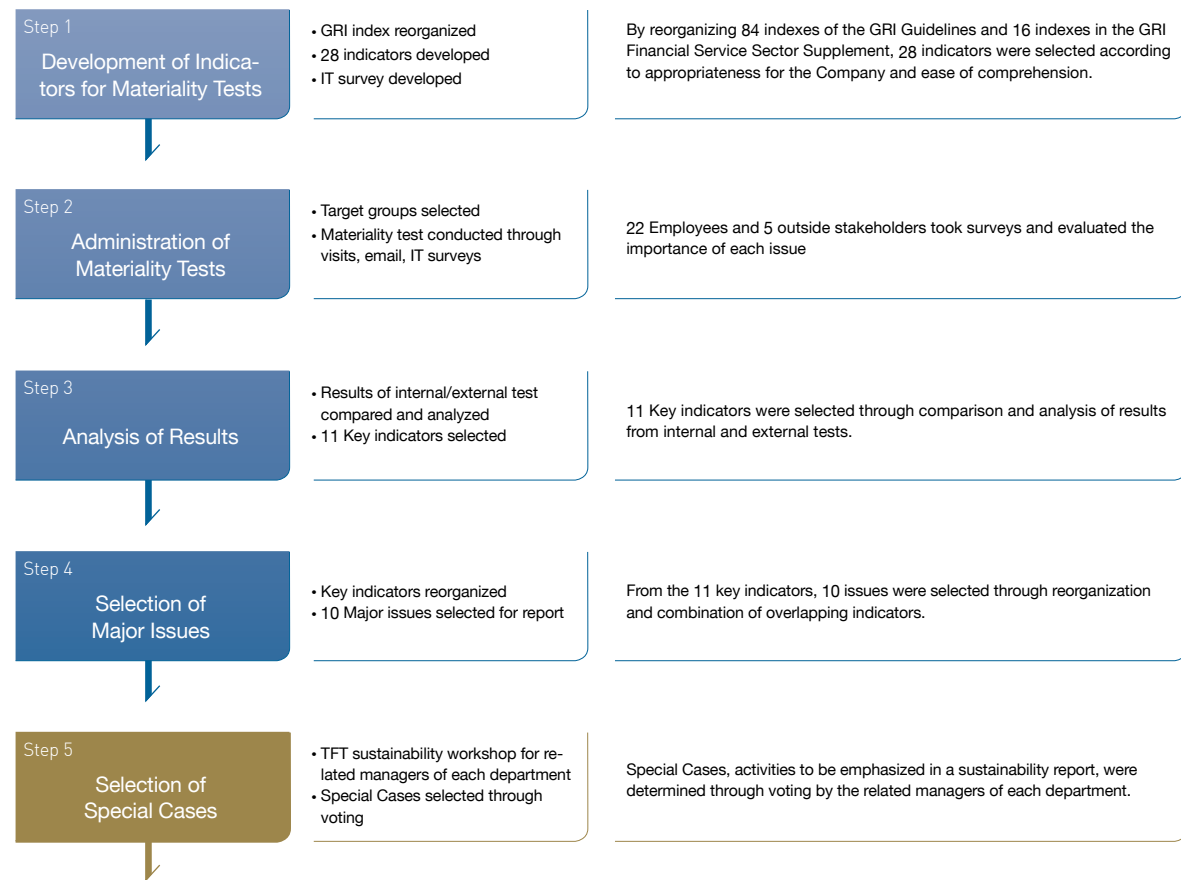 Step 1
Development of Indica-
tors for Materiality Tests
• GRI index reorganized
• 28 indicators developed
• IT survey developed
By reorganizing 84 indexes of the GRI Guidelines and 16 indexes in the GRI
Financial Service Sector Supplement, 28 indicators were selected according
to appropriateness for the Company and ease of comprehension.
Step 2
Administration of
Materiality Tests
• Target groups selected
• Materiality test conducted through
visits, email, IT surveys
22 Employees and 5 outside stakeholders took surveys and evaluated the
importance of each issue
Step 3
Analysis of Results
• Results of internal/external test
compared and analyzed
• 11 Key indicators selected
11 Key indicators were selected through comparison and analysis of results
from internal and external tests.
Step 4
Selection of
Major Issues
• Key indicators reorganized
• 10 Major issues selected for report
From the 11 key indicators, 10 issues were selected through reorganization
and combination of overlapping indicators.
Step 5
Selection of
Special Cases
• TFT sustainability workshop for re-
lated managers of each department
• Special Cases selected through
voting
Special Cases, activities to be emphasized in a sustainability report, were
determined through voting by the related managers of each department.